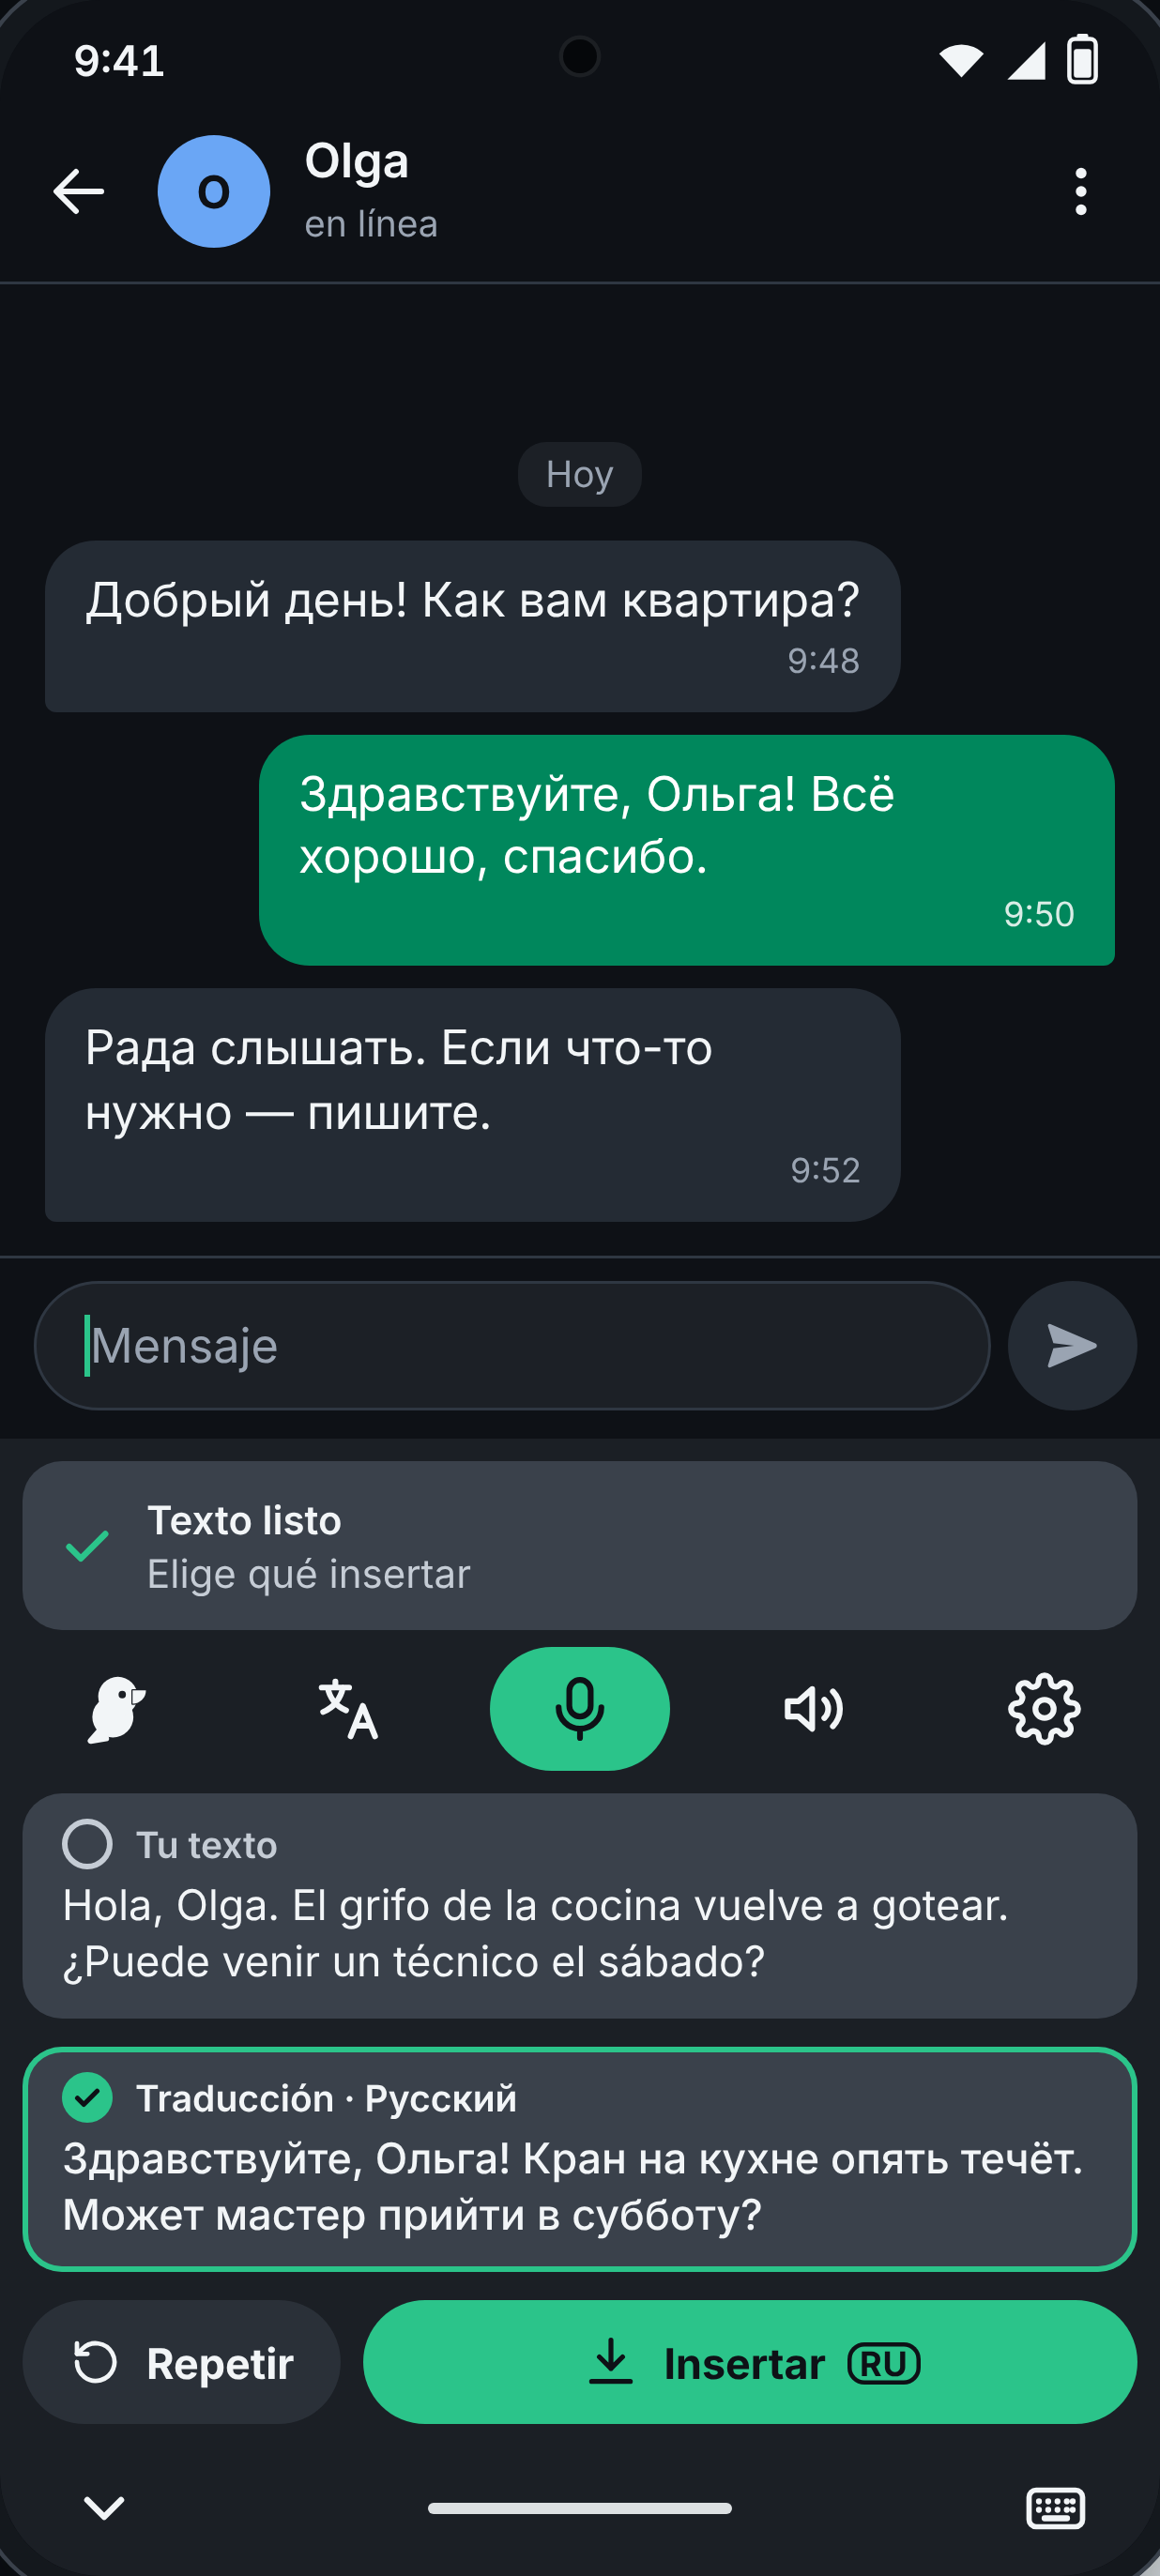 9:41
O
Olga
en línea
Hoy
Добрый день! Как вам квартира?
9:48
Здравствуйте, Ольга! Всё
хорошо, спасибо.
9:50
Рада слышать. Если что-то
нужно — пишите.
9:52
Mensaje
Texto listo
Elige qué insertar
Tu texto
Hola, Olga. El grifo de la cocina vuelve a gotear.
¿Puede venir un técnico el sábado?
Traducción · Русский
Здравствуйте, Ольга! Кран на кухне опять течёт.
Может мастер прийти в субботу?
Repetir
Insertar RU